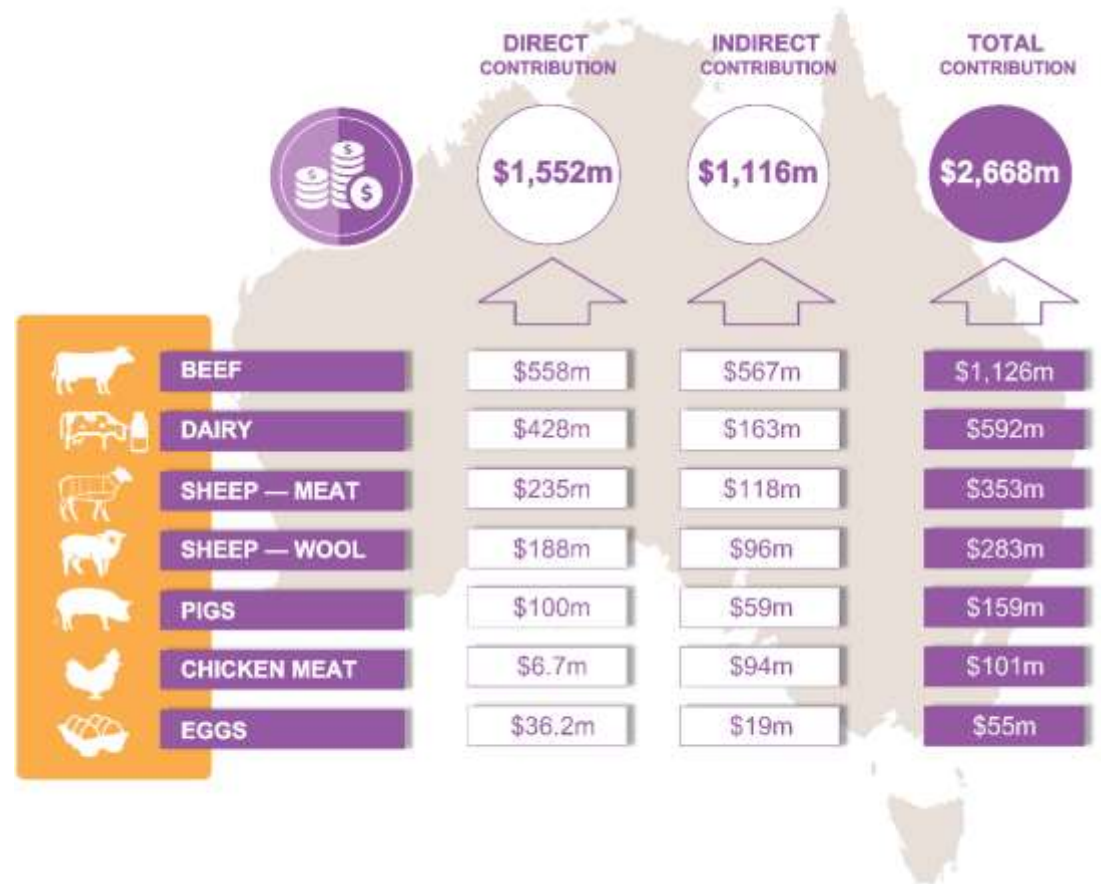 DIRECT
CONTRIBUTION
INDIRECT
CONTRIBUTION
TOTAL
CONTRIBUTION
$1,552m
$1,116m
$2,668m
BEEF $558m $567m $1,126m
DAIRY $428m $163m $592m
SHEEP — MEAT $235m $118m $353m
SHEEP — WOOL $188m $96m $283m
PIGS $100m $59m $159m
CHICKEN MEAT $6.7m $94m $101m
EGGS $36.2m $19m $55m